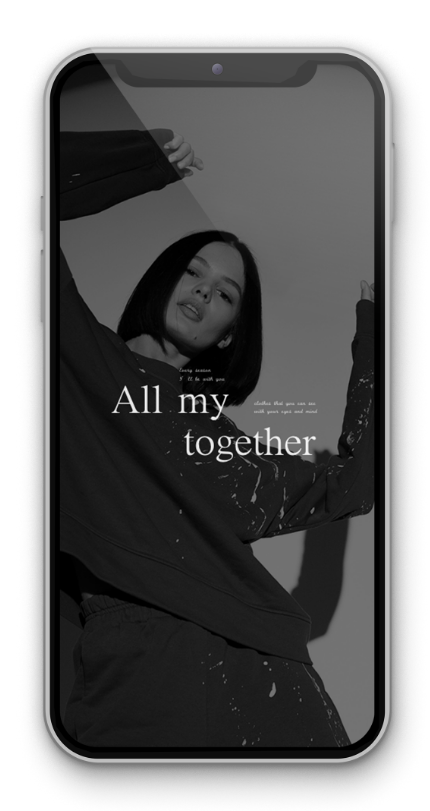 Every season
I'll be with you
All my
clothes that you can see
with your eyes and mind
together